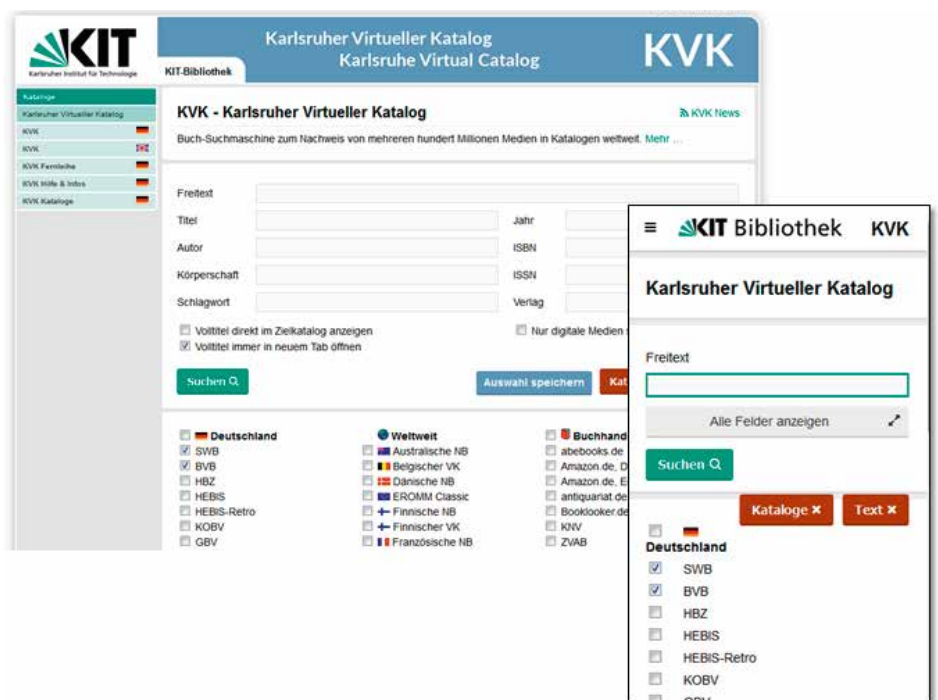 KIT
Karlsruher Institut für Technologie
KIT-Bibliothek
Karlsruher Virtueller Katalog
Karlsruhe Virtual Catalog
KVK
Kataloge
Karlsruher Virtueller Katalog
KVK
KVK
KVK Fernleihe
KVK Hilfe & Infos
KVK Kataloge
KVK - Karlsruher Virtueller Katalog
KVK News
Buch-Suchmaschine zum Nachweis von mehreren hundert Millionen Medien in Katalogen weltweit. Mehr ...
Freitext
Titel
Jahr
Autor
ISBN
Körperschaft
ISSN
Schlagwort
Verlag
Volltitel direkt im Zielkatalog anzeigen
Nur digitale Medien
Volltitel immer in neuem Tab öffnen
Suchen
Auswahl speichern
Kat
Deutschland
SWB
BVB
HBZ
HEBIS
HEBIS-Retro
KOBV
GBV
Weltweit
Australische NB
Belgischer VK
Dänische NB
EROMM Classic
Finnische NB
Finnischer VK
Französische NB
Buchhand
abebooks.de
Amazon.de, D
Amazon.de, E
antiquariat.de
Booklooker.de
KNV
ZVAB
KIT Bibliothek KVK
Karlsruher Virtueller Katalog
Freitext
Alle Felder anzeigen
Suchen
Kataloge ×
Text ×
Deutschland
SWB
BVB
HBZ
HEBIS
HEBIS-Retro
KOBV